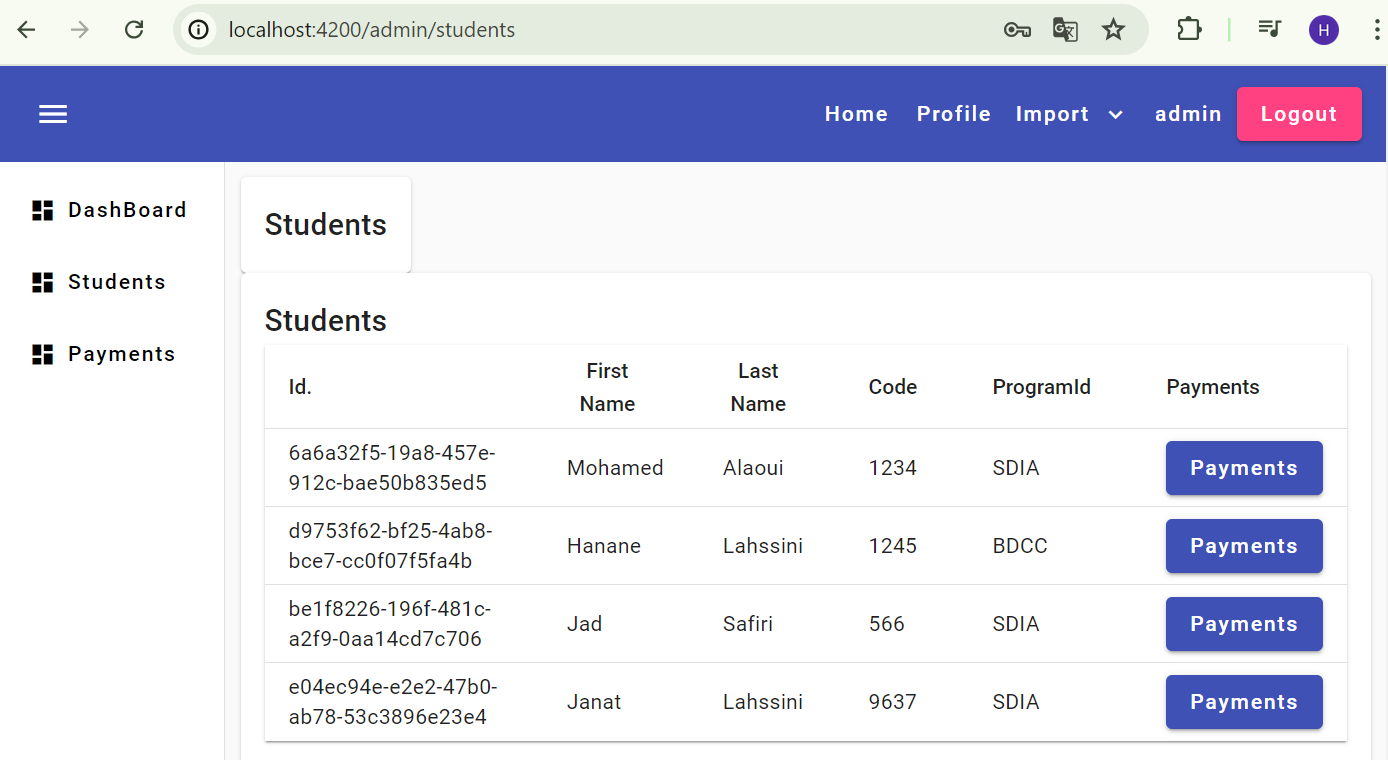 localhost:4200/admin/students
H
Home Profile Import admin Logout
DashBoard
Students
Payments
Students
Students
Id. First Name Last Name Code ProgramId Payments
6a6a32f5-19a8-457e-
912c-bae50b835ed5 Mohamed Alaoui 1234 SDIA Payments
d9753f62-bf25-4ab8-
bce7-cc0f07f5fa4b Hanane Lahssini 1245 BDCC Payments
be1f8226-196f-481c-
a2f9-0aa14cd7c706 Jad Safiri 566 SDIA Payments
e04ec94e-e2e2-47b0-
ab78-53c3896e23e4 Janat Lahssini 9637 SDIA Payments